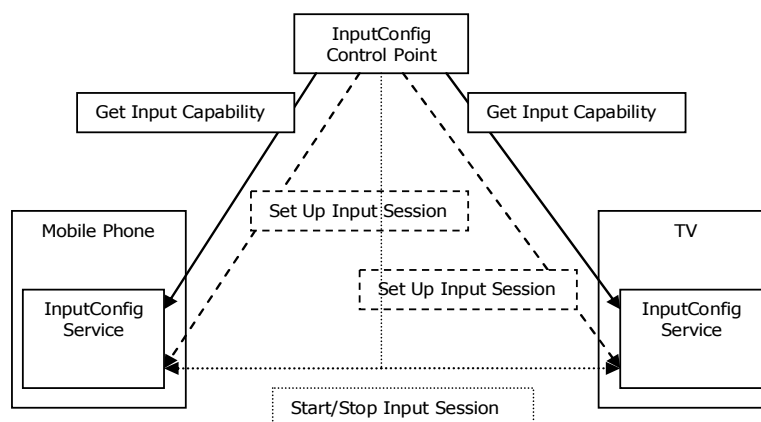 InputConfig
Control Point
Get Input Capability
Get Input Capability
Set Up Input Session
Mobile Phone
TV
Set Up Input Session
InputConfig
Service
InputConfig
Service
Start/Stop Input Session